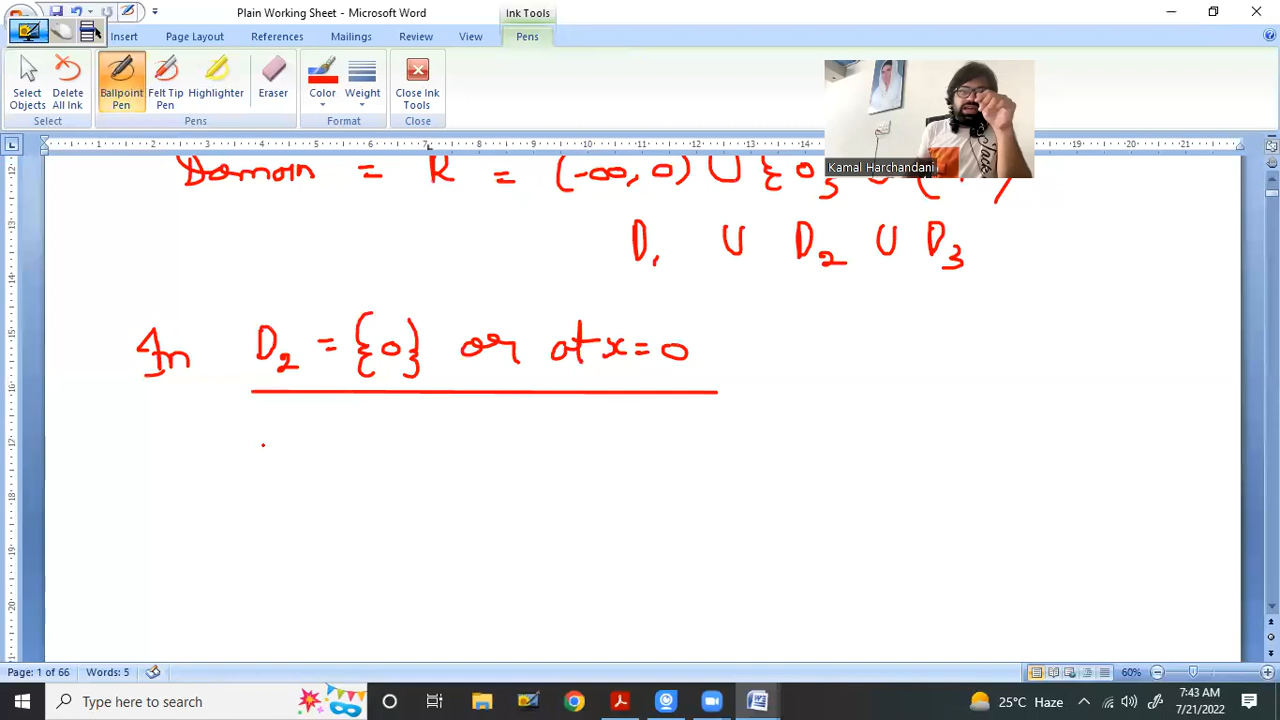 Plain Working Sheet - Microsoft Word
Ink Tools
Insert Page Layout References Mailings Review View Pens
Select Objects
Delete All Ink
Ballpoint Pen
Felt Tip Pen
Highlighter
Eraser
Color
Weight
Close Ink Tools
Select Pens Format Close
Kamal Harchandani
Domain = R = (-∞, 0) ∪ {0} ∪
D₁ ∪ D₂ ∪ D₃
In D₂ = {0} or at x = 0
Page: 1 of 66 Words: 5 60%
Type here to search
25°C Haze
7:43 AM
7/21/2022